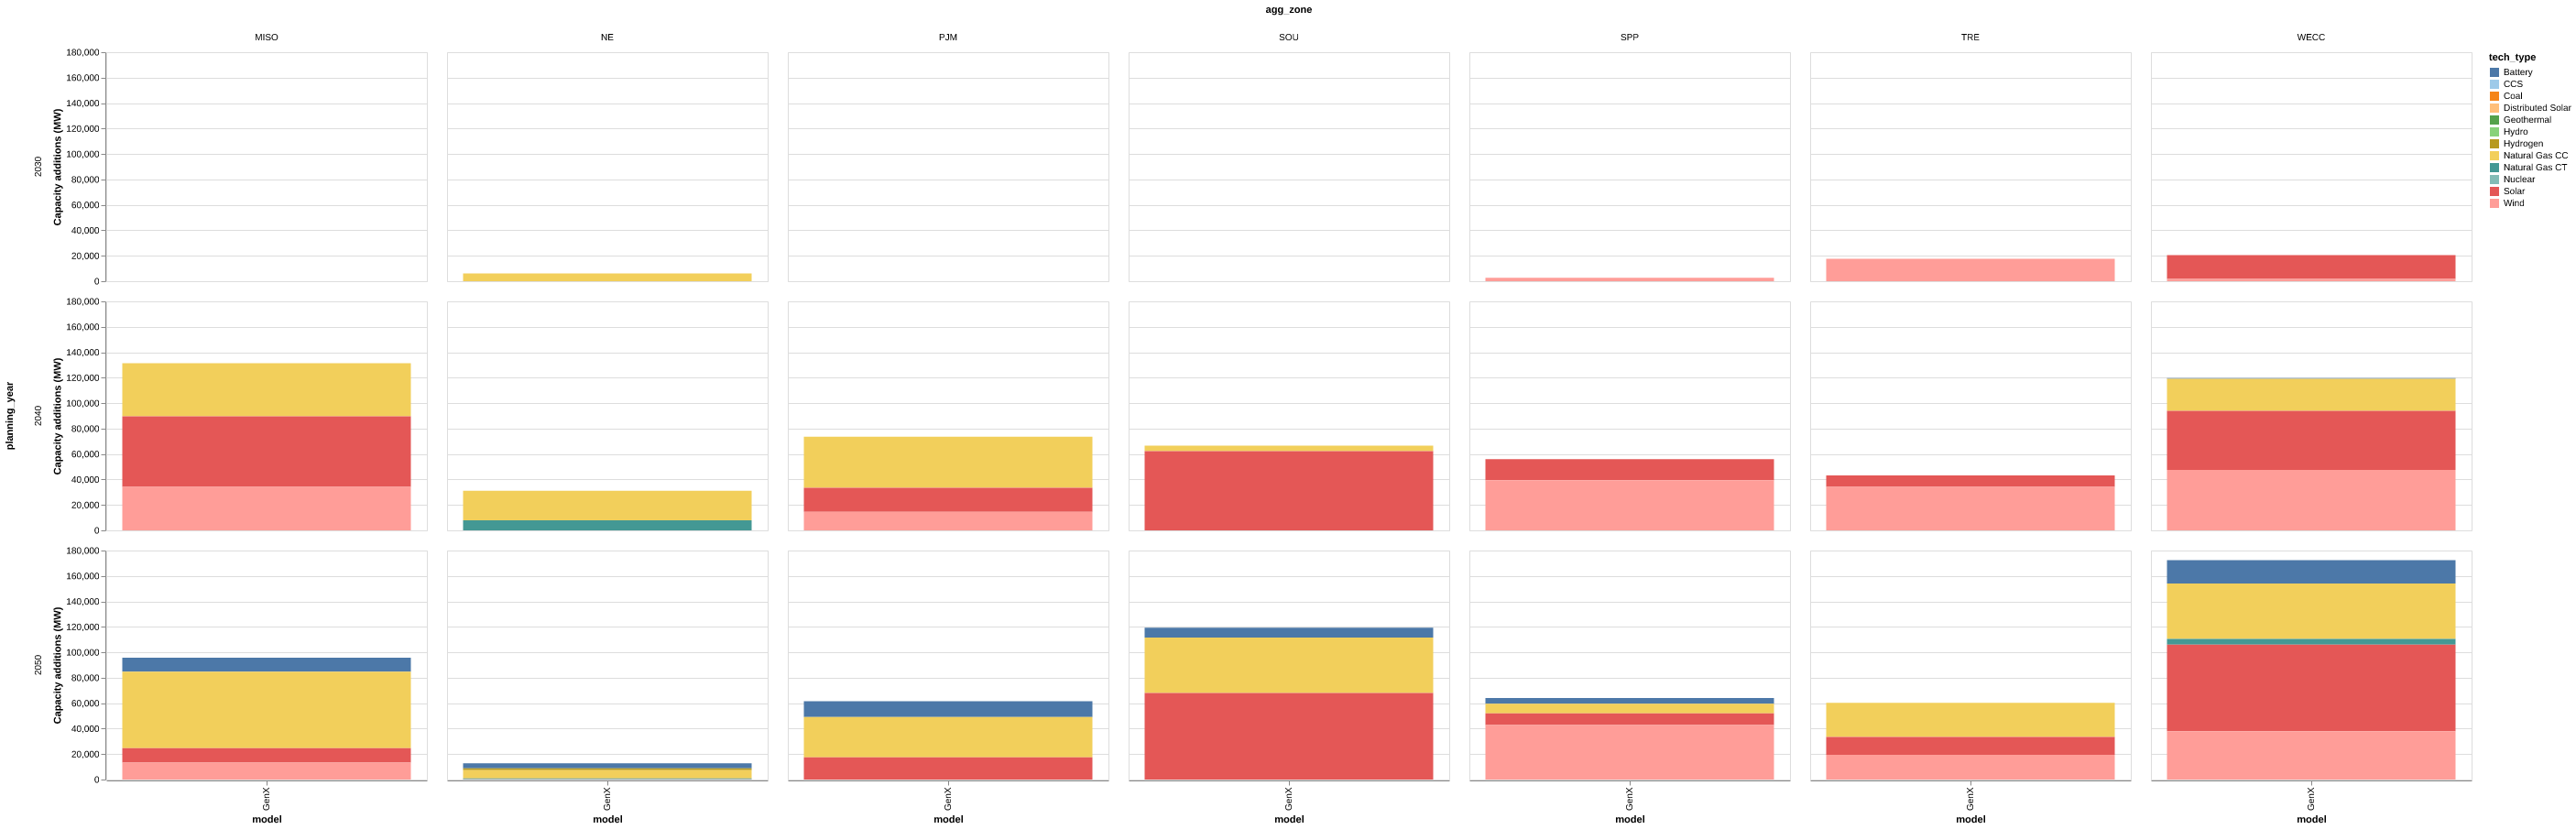 agg_zone
MISO NE PJM SOU SPP TRE WECC
tech_type
Battery
CCS
Coal
Distributed Solar
Geothermal
Hydro
Hydrogen
Natural Gas CC
Natural Gas CT
Nuclear
Solar
Wind
planning_year
2030
Capacity additions (MW)
180,000
160,000
140,000
120,000
100,000
80,000
60,000
40,000
20,000
0
2040
Capacity additions (MW)
180,000
160,000
140,000
120,000
100,000
80,000
60,000
40,000
20,000
0
2050
Capacity additions (MW)
180,000
160,000
140,000
120,000
100,000
80,000
60,000
40,000
20,000
0
GenX GenX GenX GenX GenX GenX GenX
model model model model model model model